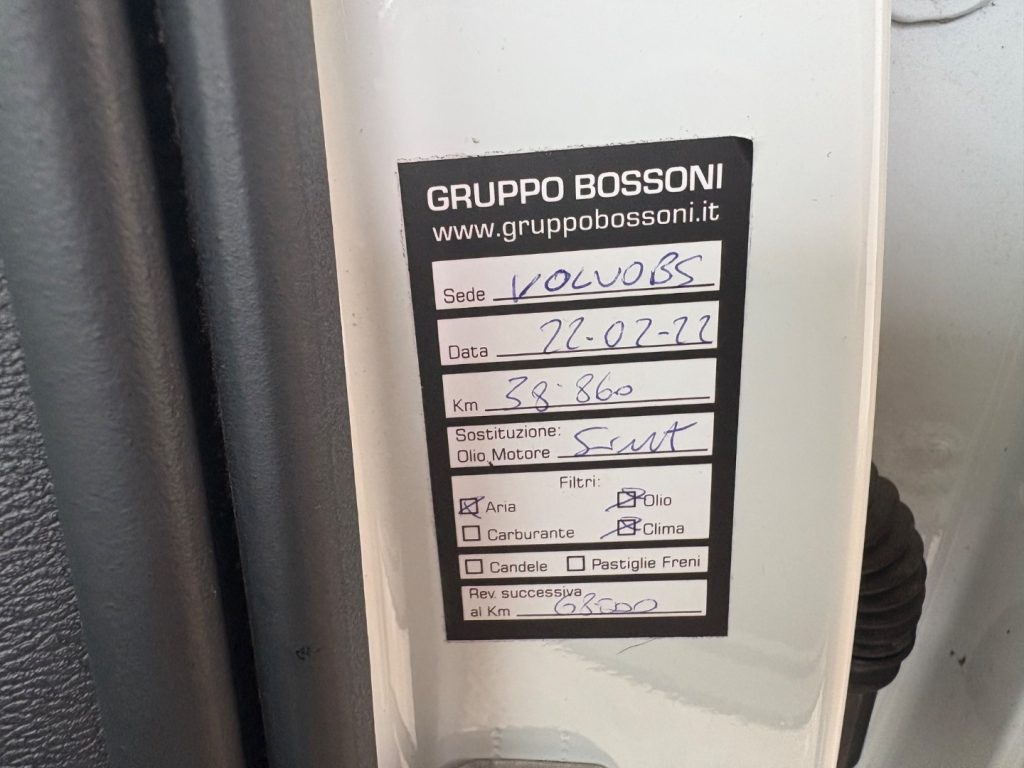 GRUPPO BOSSONI
www.gruppobossoni.it
Sede VOLVOBS
Data 22-02-22
Km 38.860
Sostituzione:
Olio Motore Sint
Filtri:
Aria Olio
Carburante Clima
Candele Pastiglie Freni
Rev. successiva
al Km 68500